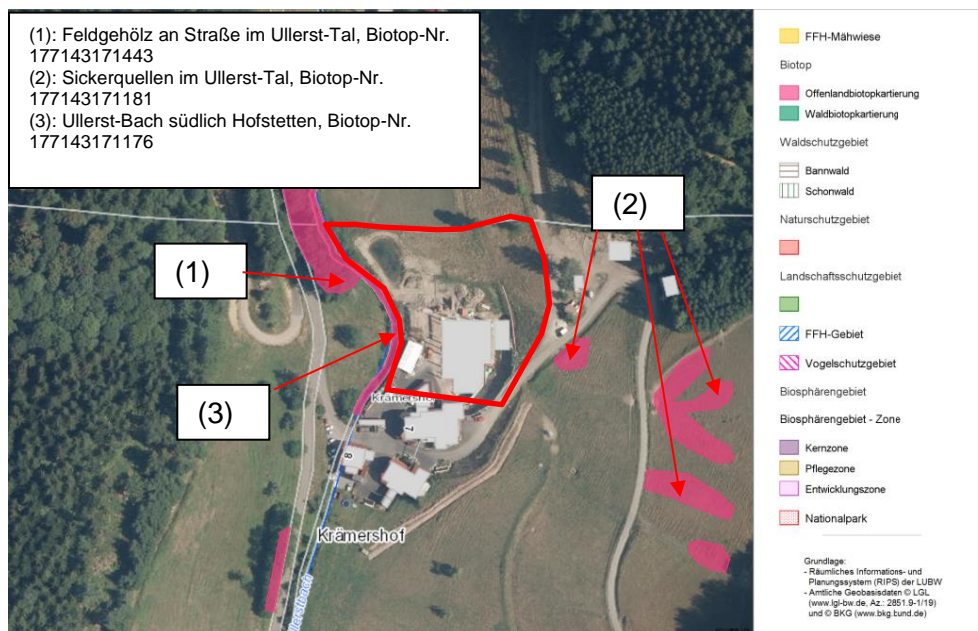 (1): Feldgehölz an Straße im Ullerst-Tal, Biotop-Nr.
177143171443
(2): Sickerquellen im Ullerst-Tal, Biotop-Nr.
177143171181
(3): Ullerst-Bach südlich Hofstetten, Biotop-Nr.
177143171176
(1)
(2)
(3)
Krämershof
7
8
Krämershof
Ullerstbach
FFH-Mähwiese
Biotop
Offenlandbiotopkartierung
Waldbiotopkartierung
Waldschutzgebiet
Bannwald
Schonwald
Naturschutzgebiet
Landschaftsschutzgebiet
FFH-Gebiet
Vogelschutzgebiet
Biosphärengebiet
Biosphärengebiet - Zone
Kernzone
Pflegezone
Entwicklungszone
Nationalpark
Grundlage:
- Räumliches Informations- und
Planungssystem (RIPS) der LUBW
- Amtliche Geobasisdaten © LGL
(www.lgl-bw.de, Az.: 2851.9-1/19)
und © BKG (www.bkg.bund.de)